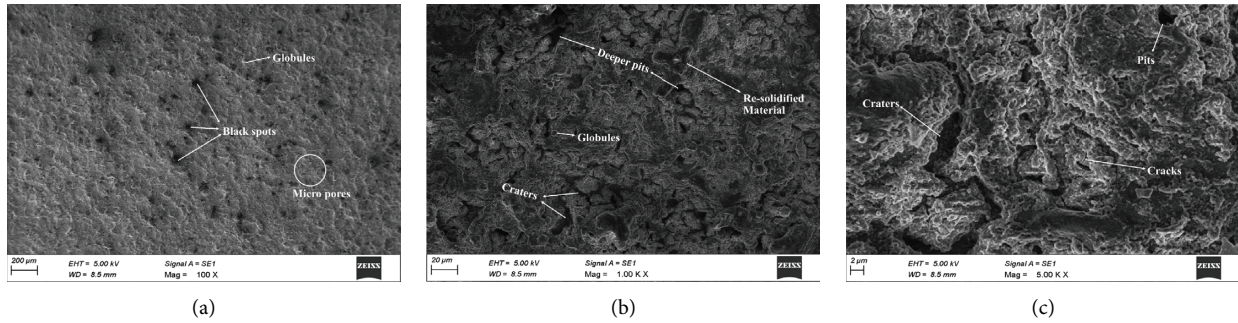 Globules
Black spots
Micro pores
200 µm
EHT = 5.00 kV
Signal A = SE1
WD = 8.5 mm
Mag = 100 X
ZEISS
(a)
Deeper pits
Re-solidified
Material
Globules
Craters
20 µm
EHT = 5.00 kV
Signal A = SE1
WD = 8.5 mm
Mag = 1.00 K X
ZEISS
(b)
Pits
Craters
Cracks
2 µm
EHT = 5.00 kV
Signal A = SE1
WD = 8.5 mm
Mag = 5.00 K X
ZEISS
(c)